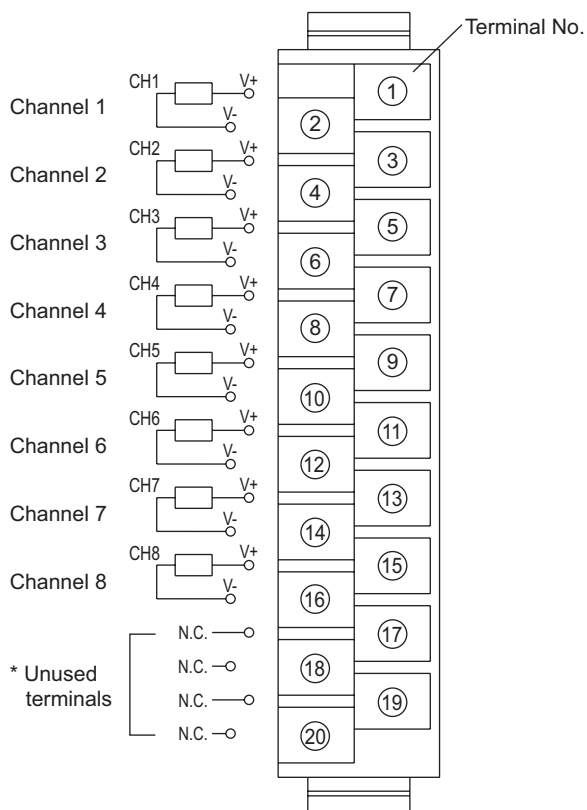 Terminal No.
CH1 V+ ①
Channel 1
V- ②
CH2 V+ ③
Channel 2
V- ④
CH3 V+ ⑤
Channel 3
V- ⑥
CH4 V+ ⑦
Channel 4
V- ⑧
CH5 V+ ⑨
Channel 5
V- ⑩
CH6 V+ ⑪
Channel 6
V- ⑫
CH7 V+ ⑬
Channel 7
V- ⑭
CH8 V+ ⑮
Channel 8
V- ⑯
N.C. ⑰
* Unused
terminals
N.C. ⑱
N.C. ⑲
N.C. ⑳